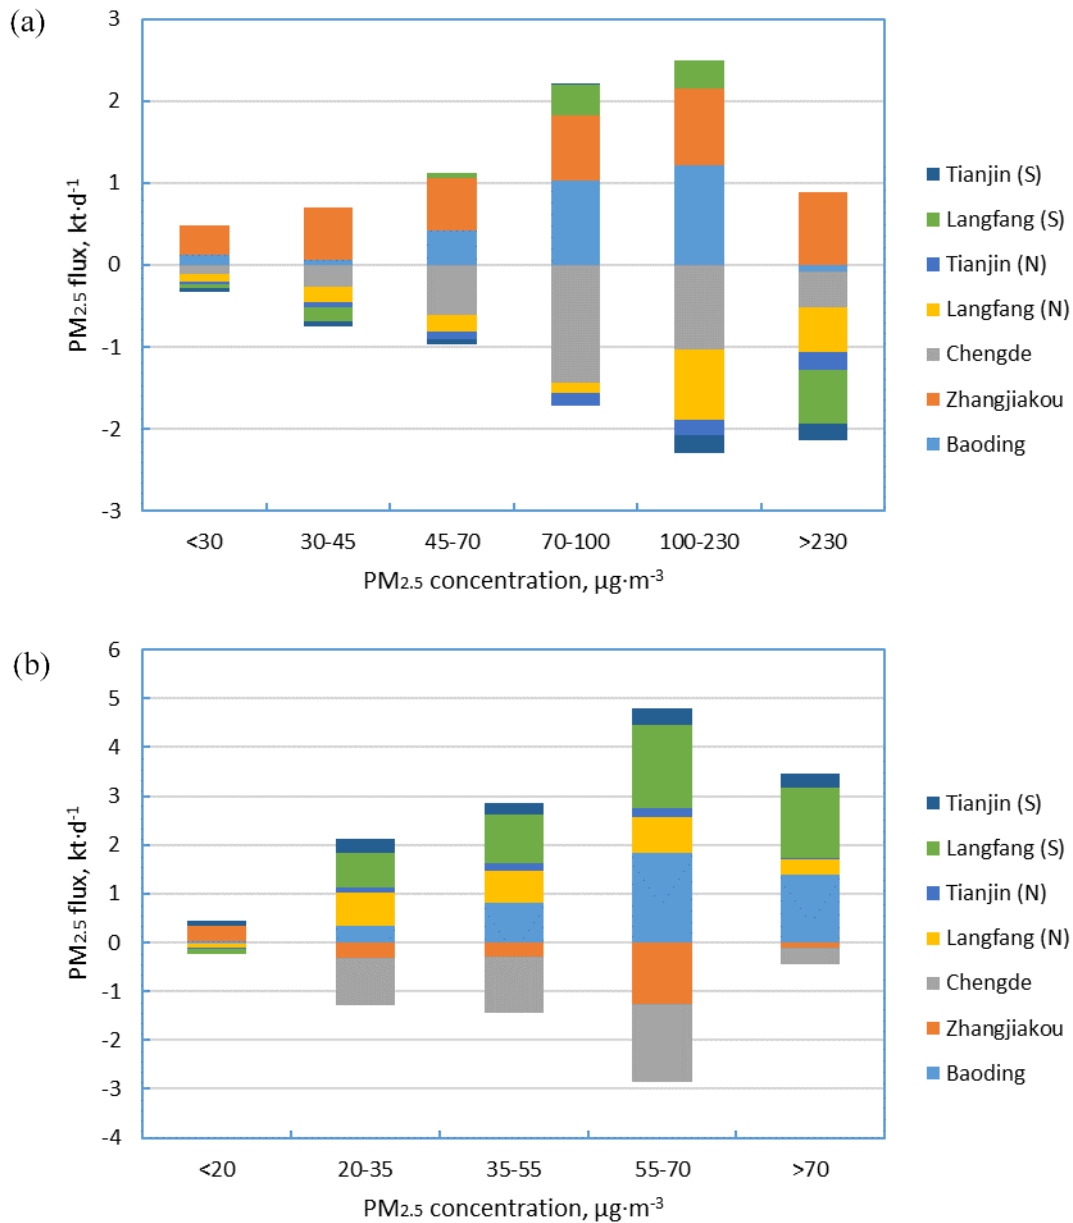 (a)
3
2
1
0
-1
-2
-3
PM2.5 flux, kt·d-1
<30 30-45 45-70 70-100 100-230 >230
PM2.5 concentration, μg·m-3
Tianjin (S)
Langfang (S)
Tianjin (N)
Langfang (N)
Chengde
Zhangjiakou
Baoding
(b)
6
5
4
3
2
1
0
-1
-2
-3
-4
PM2.5 flux, kt·d-1
<20 20-35 35-55 55-70 >70
PM2.5 concentration, μg·m-3
Tianjin (S)
Langfang (S)
Tianjin (N)
Langfang (N)
Chengde
Zhangjiakou
Baoding